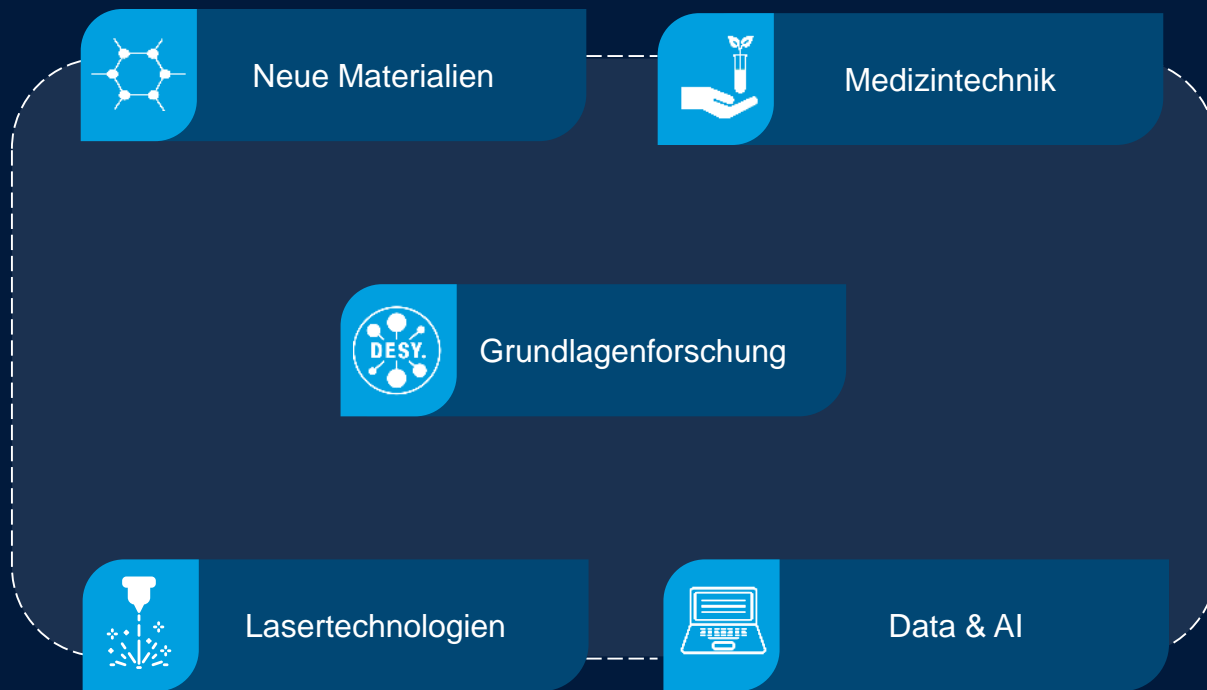 Neue Materialien
Medizintechnik
DESY.
Grundlagenforschung
Lasertechnologien
Data & AI